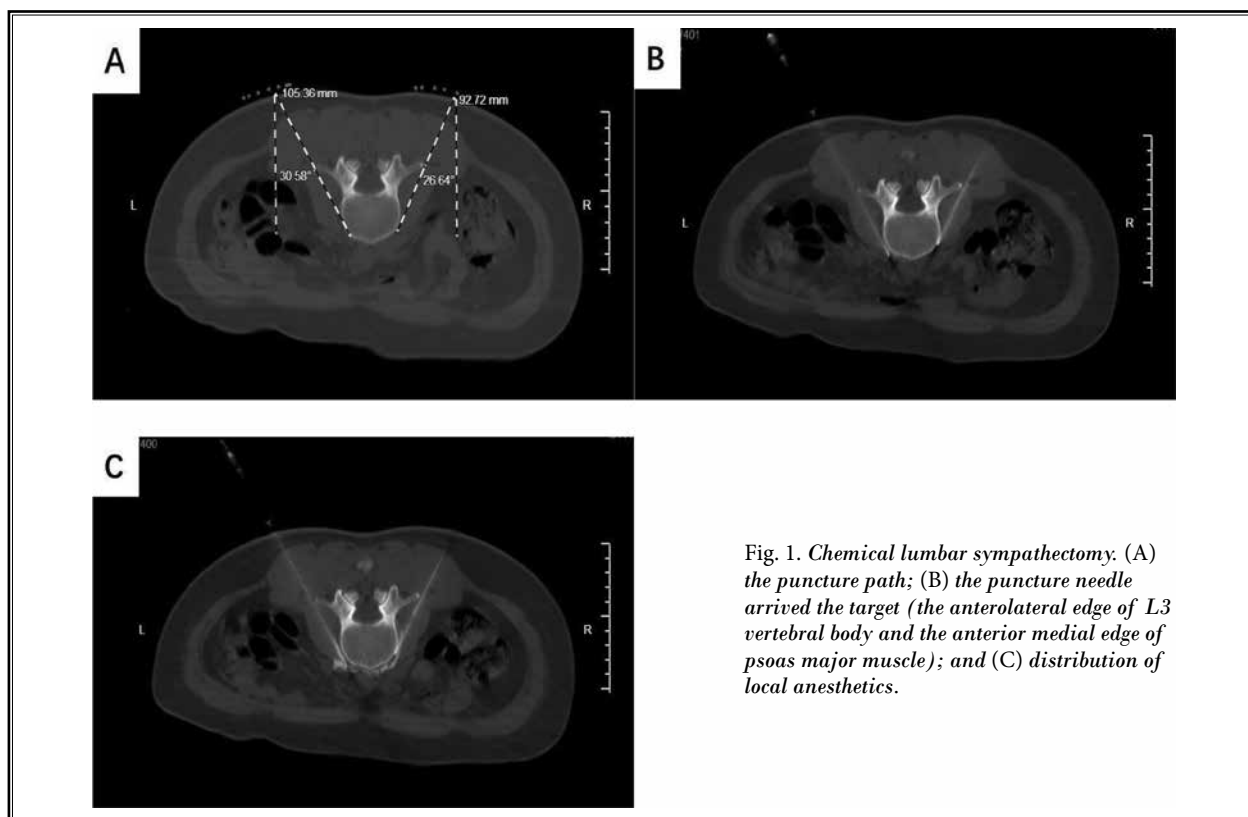 A
105.36 mm
92.72 mm
30.58°
26.64°
L
R
B
/401
L
R
C
400
L
R
Fig. 1. Chemical lumbar sympathectomy. (A)
the puncture path; (B) the puncture needle
arrived the target (the anterolateral edge of L3
vertebral body and the anterior medial edge of
psoas major muscle); and (C) distribution of
local anesthetics.